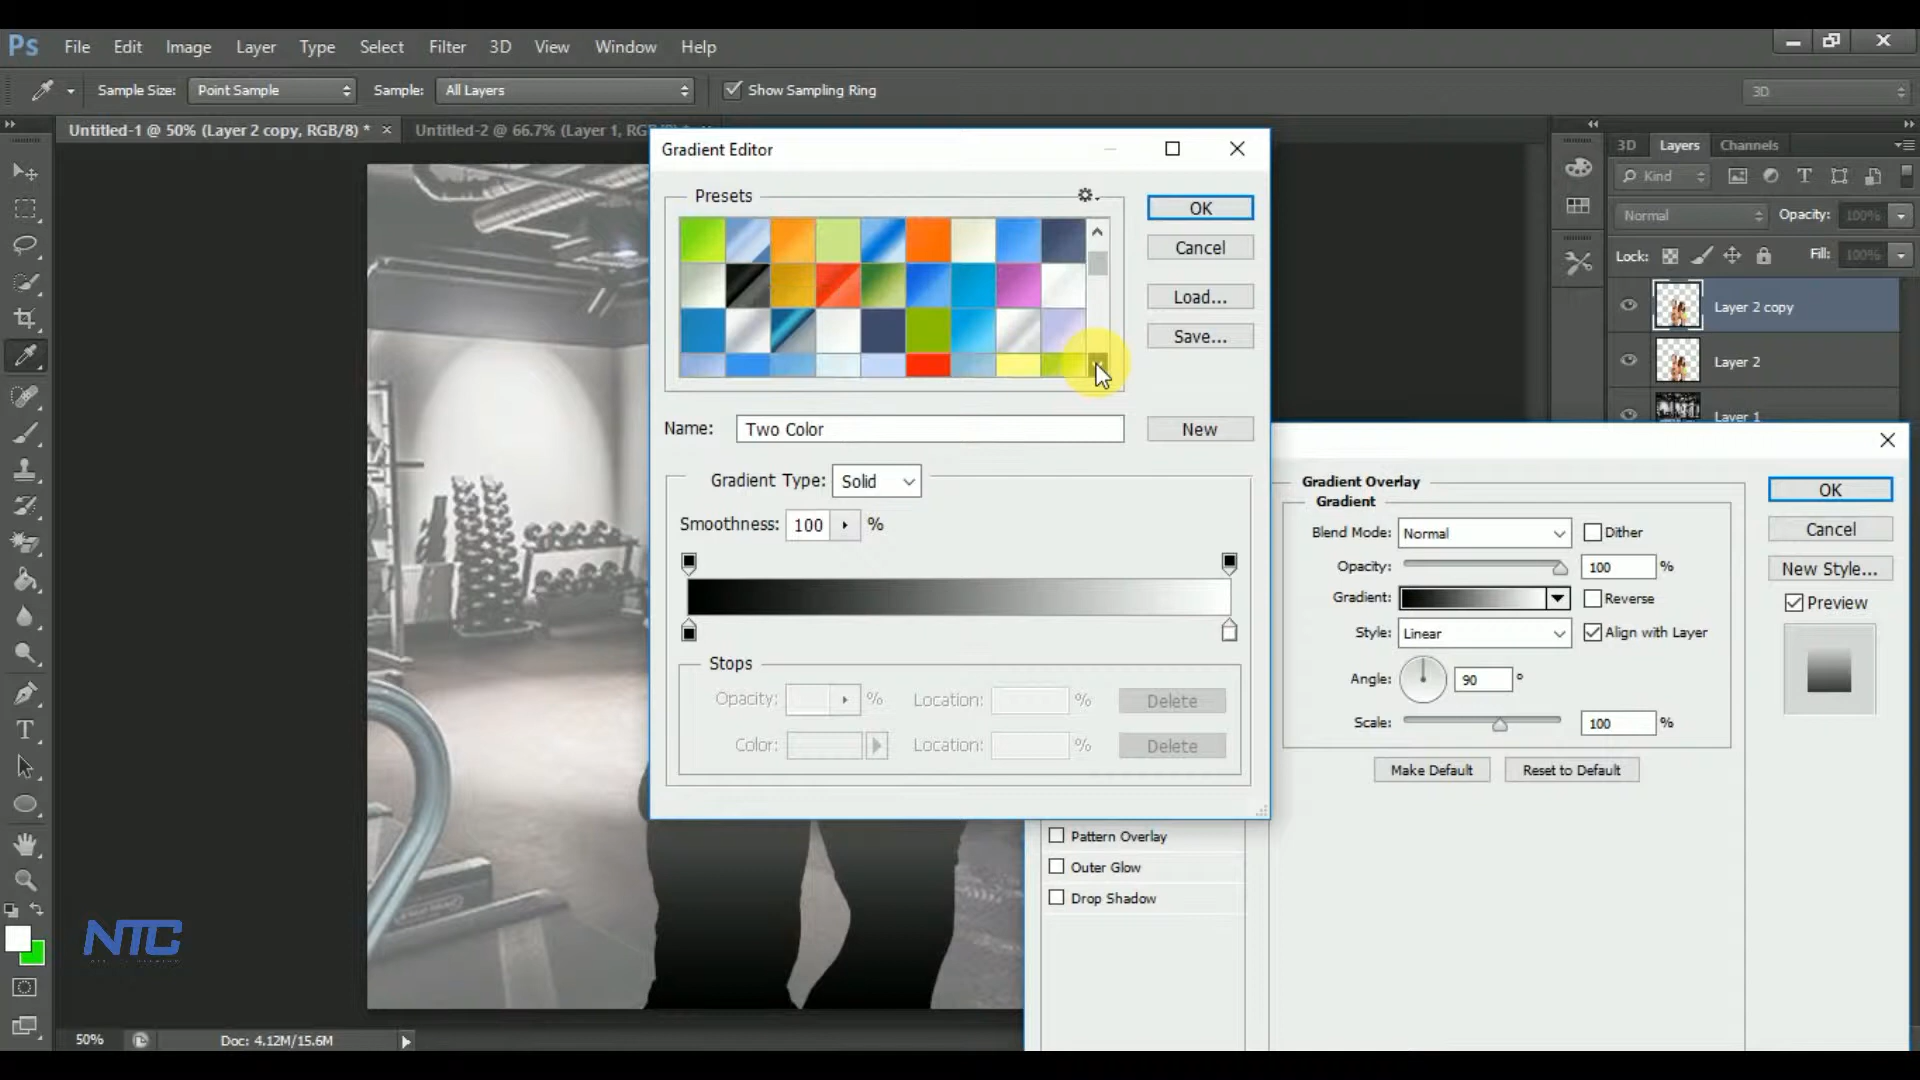 Ps File Edit Image Layer Type Select Filter 3D View Window Help
Sample Size: Point Sample Sample: All Layers Show Sampling Ring 3D
Untitled-1 @ 50% (Layer 2 copy, RGB/8) * × Untitled-2 @ 66.7% (Layer 1,
Gradient Editor
Presets
OK
Cancel
Load...
Save...
Name: Two Color New
Gradient Type: Solid
Smoothness: 100 %
Stops
Opacity: % Location: % Delete
Color: Location: % Delete
3D Layers Channels
Kind
Normal Opacity: 100%
Lock: Fill: 100%
Layer 2 copy
Layer 2
Layer 1
Gradient Overlay
Gradient
Blend Mode: Normal Dither
Opacity: 100 %
Gradient: Reverse
Style: Linear Align with Layer
Angle: 90 °
Scale: 100 %
Make Default Reset to Default
OK
Cancel
New Style...
Preview
Pattern Overlay
Outer Glow
Drop Shadow
NTC
50% Doc: 4.12M/15.6M